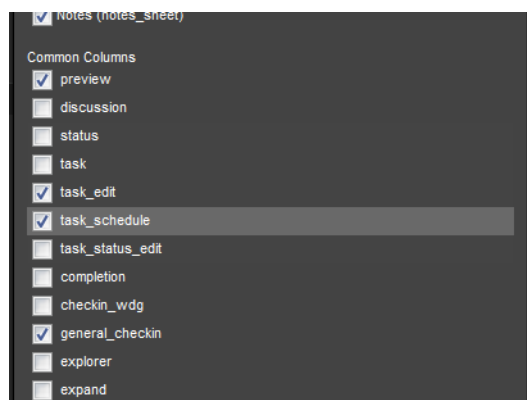 Notes (notes_sheet)
Common Columns
preview
discussion
status
task
task_edit
task_schedule
task_status_edit
completion
checkin_wdg
general_checkin
explorer
expand